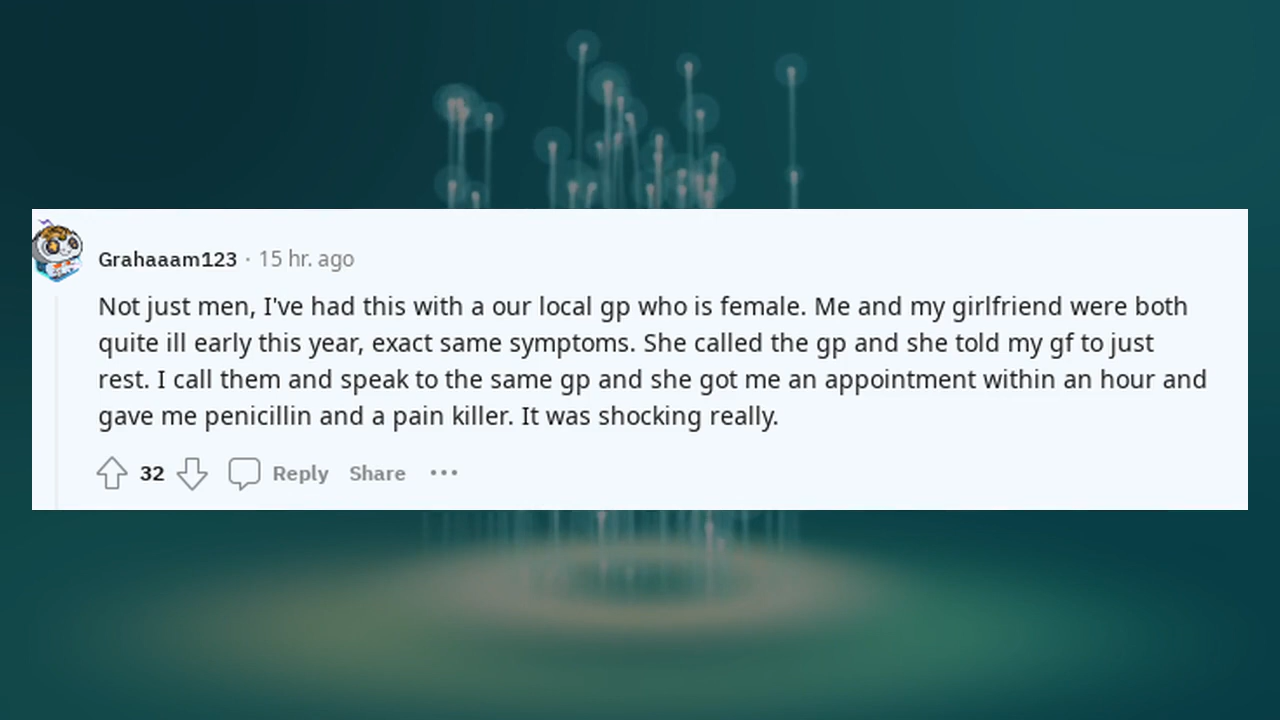 Grahaaam123 · 15 hr. ago
Not just men, I've had this with a our local gp who is female. Me and my girlfriend were both
quite ill early this year, exact same symptoms. She called the gp and she told my gf to just
rest. I call them and speak to the same gp and she got me an appointment within an hour and
gave me penicillin and a pain killer. It was shocking really.
32 Reply Share ···